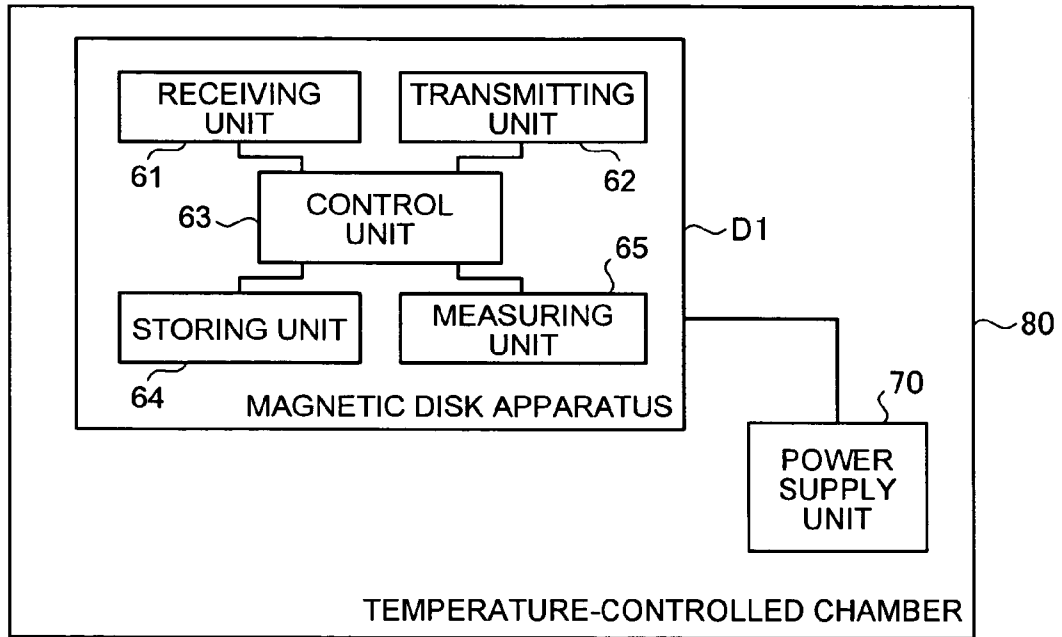 RECEIVING
UNIT
TRANSMITTING
UNIT
61
62
CONTROL
UNIT
63
D1
65
STORING UNIT
MEASURING
UNIT
80
64
MAGNETIC DISK APPARATUS
70
POWER
SUPPLY
UNIT
TEMPERATURE-CONTROLLED CHAMBER